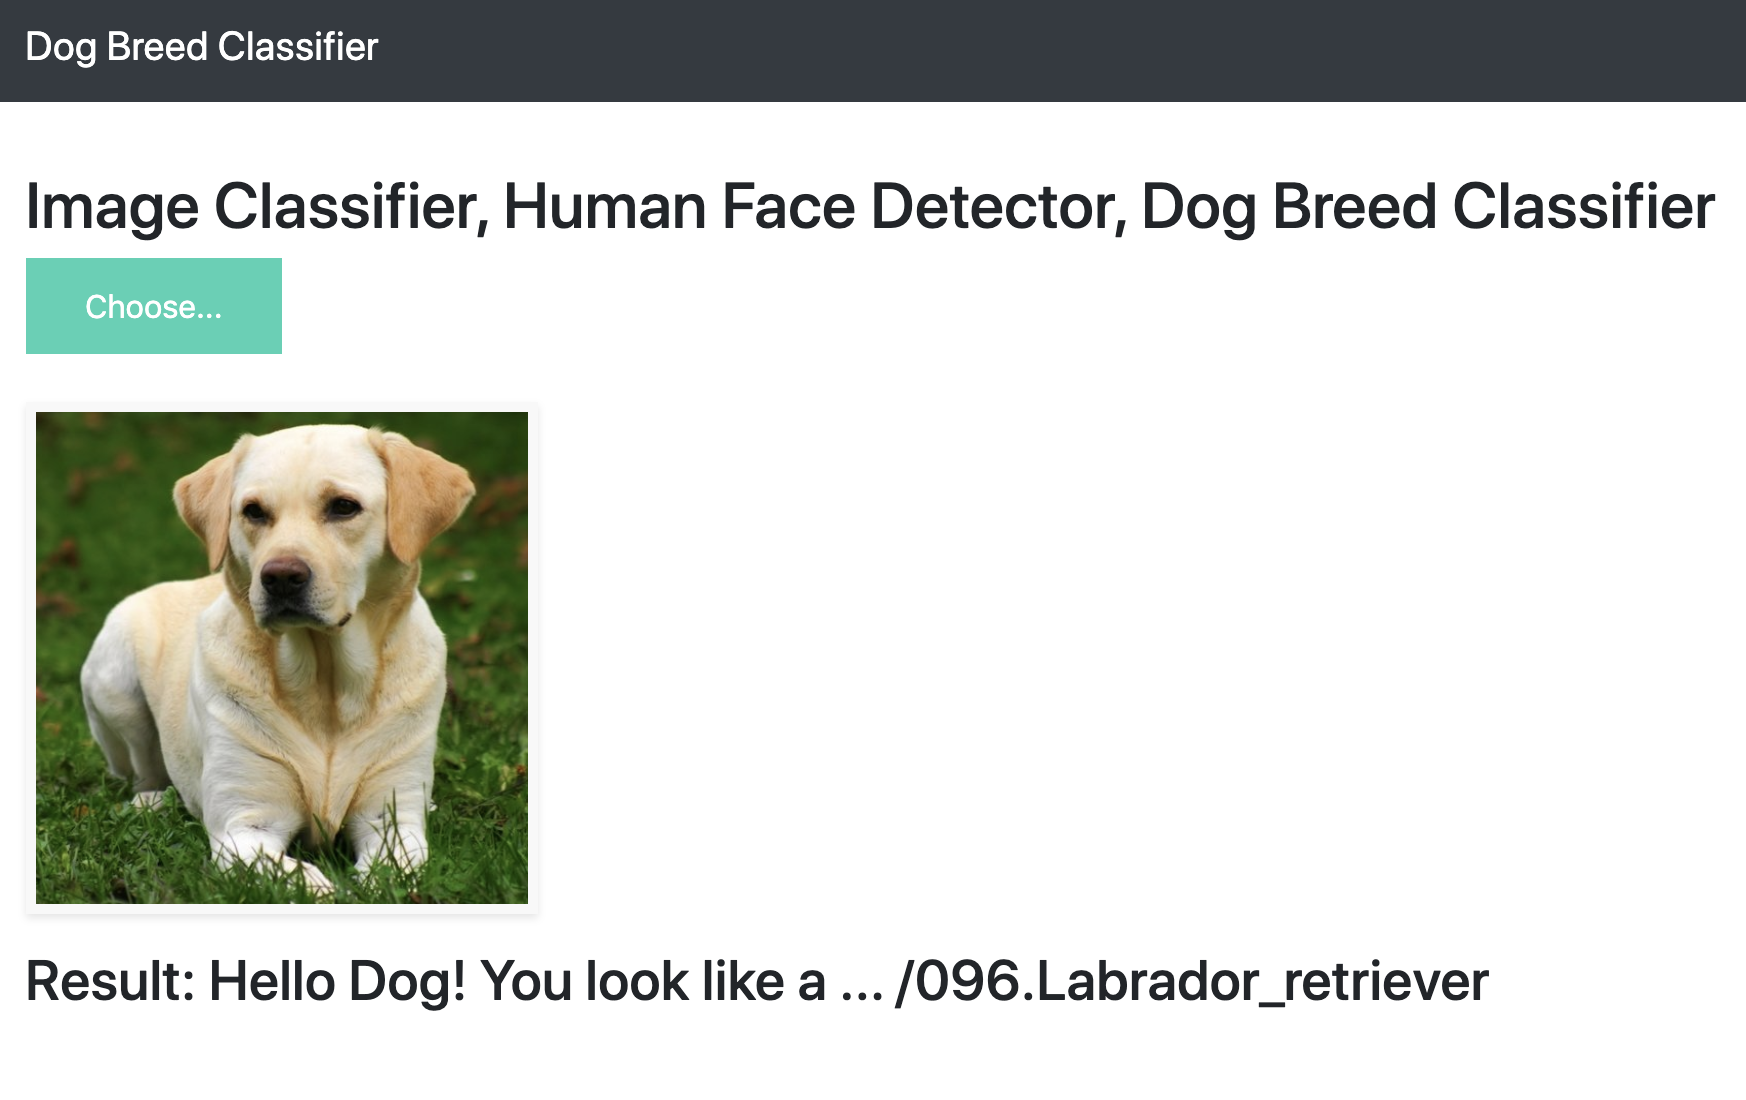 Dog Breed Classifier
Image Classifier, Human Face Detector, Dog Breed Classifier
Choose...
Result: Hello Dog! You look like a ... /096.Labrador_retriever